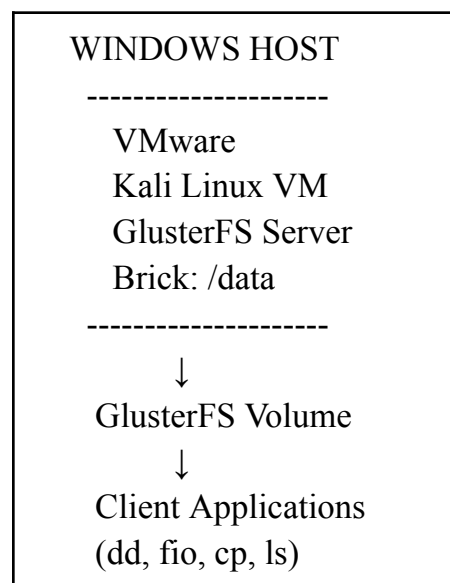 WINDOWS HOST
---------------------
VMware
Kali Linux VM
GlusterFS Server
Brick: /data
---------------------
↓
GlusterFS Volume
↓
Client Applications
(dd, fio, cp, ls)